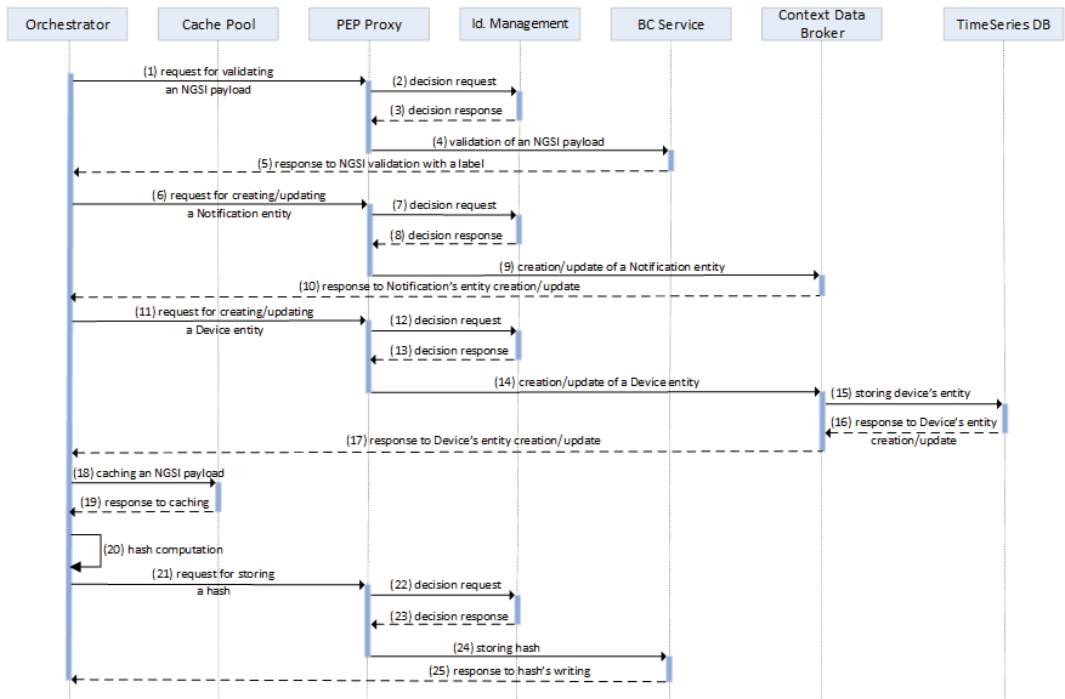 Orchestrator
Cache Pool
PEP Proxy
Id. Management
BC Service
Context Data
Broker
TimeSeries DB
(1) request for validating
an NGSI payload
(2) decision request
(3) decision response
(4) validation of an NGSI payload
(5) response to NGSI validation with a label
(6) request for creating/updating
a Notification entity
(7) decision request
(8) decision response
(9) creation/update of a Notification entity
(10) response to Notification's entity creation/update
(11) request for creating/updating
a Device entity
(12) decision request
(13) decision response
(14) creation/update of a Device entity
(15) storing device's entity
(16) response to Device's entity
creation/update
(17) response to Device's entity creation/update
(18) caching an NGSI payload
(19) response to caching
(20) hash computation
(21) request for storing
a hash
(22) decision request
(23) decision response
(24) storing hash
(25) response to hash's writing